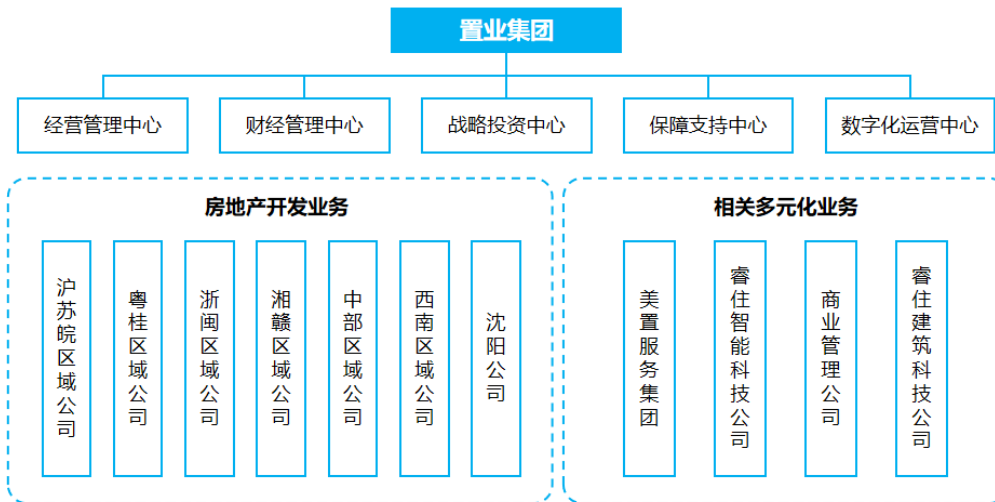 置业集团
经营管理中心
财经管理中心
战略投资中心
保障支持中心
数字化运营中心
房地产开发业务
沪苏皖区域公司
粤桂区域公司
浙闽区域公司
湘赣区域公司
中部区域公司
西南区域公司
沈阳公司
相关多元化业务
美置服务集团
睿住智能科技公司
商业管理公司
睿住建筑科技公司